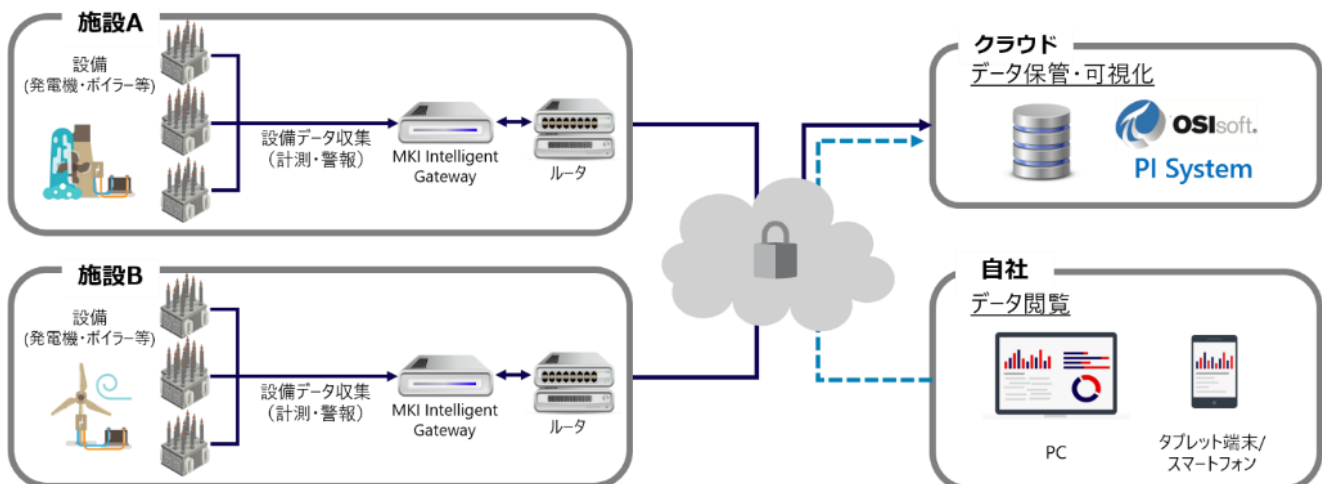 施設A
設備
(発電機・ボイラー等)
設備データ収集
(計測・警報)
MKI Intelligent
Gateway
ルータ
施設B
設備
(発電機・ボイラー等)
設備データ収集
(計測・警報)
MKI Intelligent
Gateway
ルータ
クラウド
データ保管・可視化
OSIsoft.
PI System
自社
データ閲覧
PC
タブレット端末/
スマートフォン